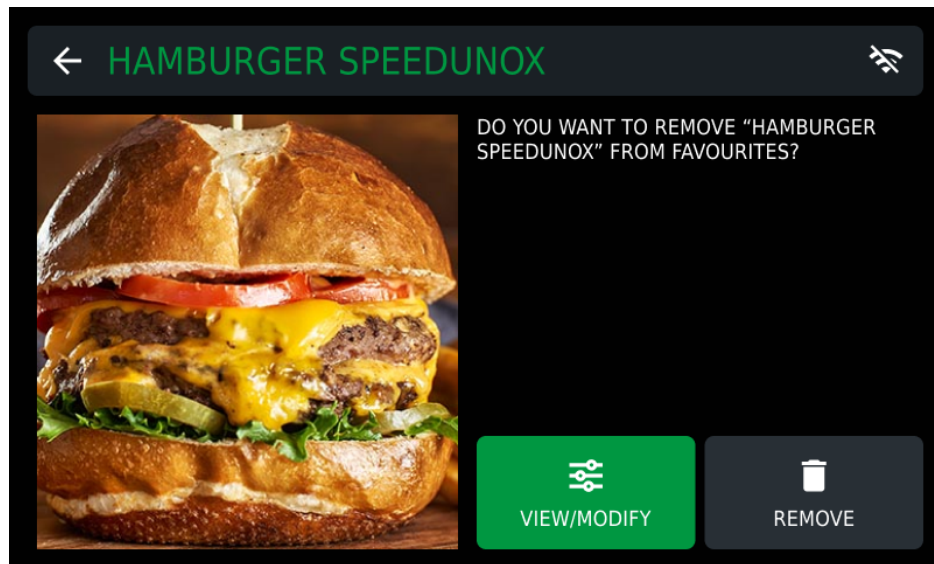 HAMBURGER SPEEDUNOX
DO YOU WANT TO REMOVE “HAMBURGER
SPEEDUNOX” FROM FAVOURITES?
VIEW/MODIFY
REMOVE